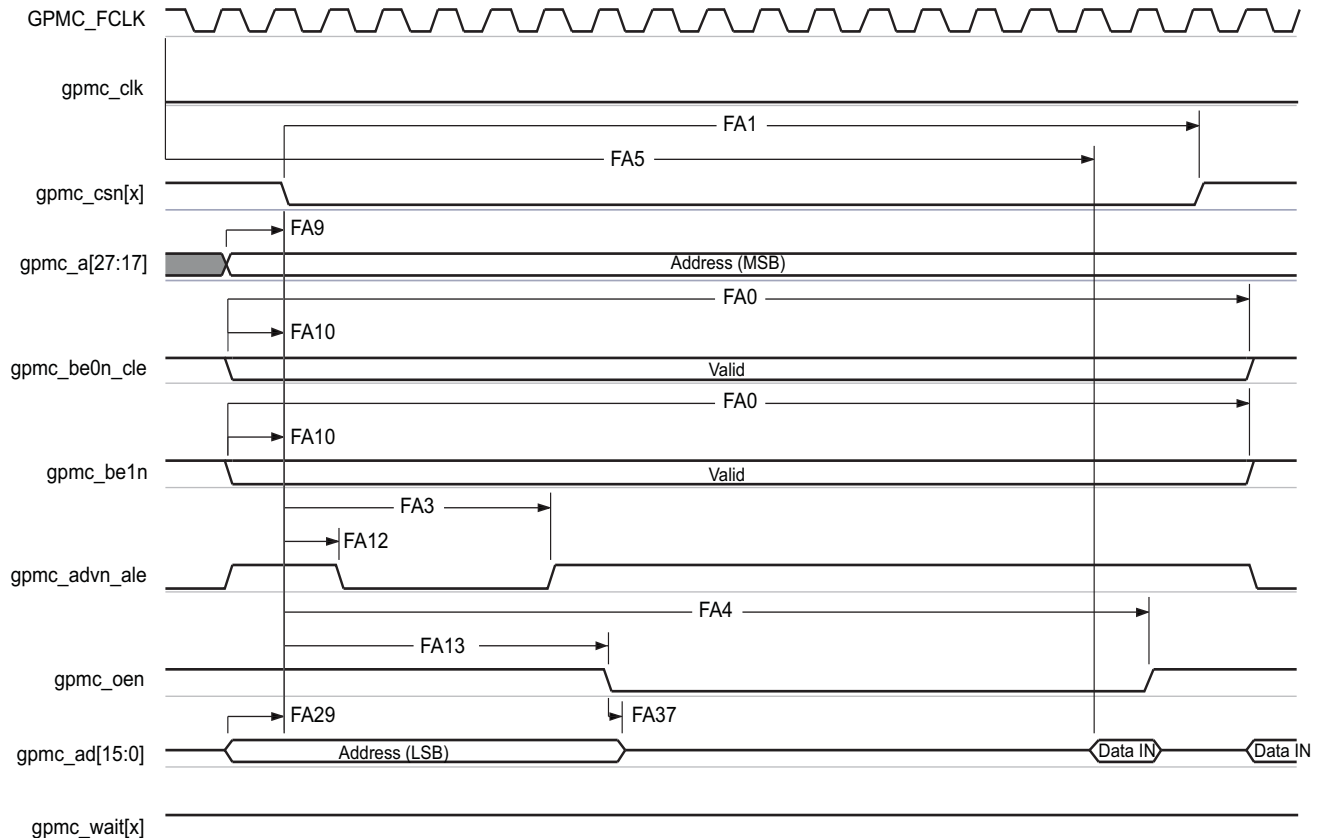 GPMC_FCLK
gpmc_clk
FA1
FA5
gpmc_csn[x]
FA9
gpmc_a[27:17]
Address (MSB)
FA0
FA10
gpmc_be0n_cle
Valid
FA0
FA10
gpmc_be1n
Valid
FA3
FA12
gpmc_advn_ale
FA4
FA13
gpmc_oen
FA29
FA37
gpmc_ad[15:0]
Address (LSB)
Data IN
Data IN
gpmc_wait[x]